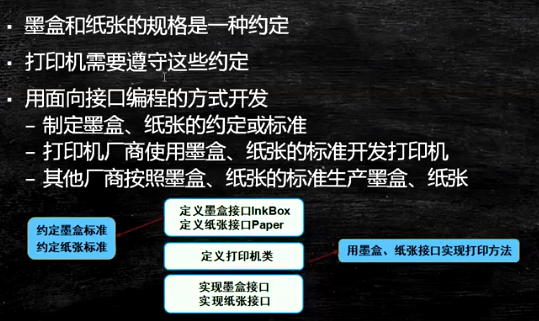 ▪ 墨盒和纸张的规格是一种约定
▪ 打印机需要遵守这些约定
▪ 用面向接口编程的方式开发
– 制定墨盒、纸张的约定或标准
– 打印机厂商使用墨盒、纸张的标准开发打印机
– 其他厂商按照墨盒、纸张的标准生产墨盒、纸张
定义墨盒接口InkBox
定义纸张接口Paper
约定墨盒标准
约定纸张标准
定义打印机类
用墨盒、纸张接口实现打印方法
实现墨盒接口
实现纸张接口